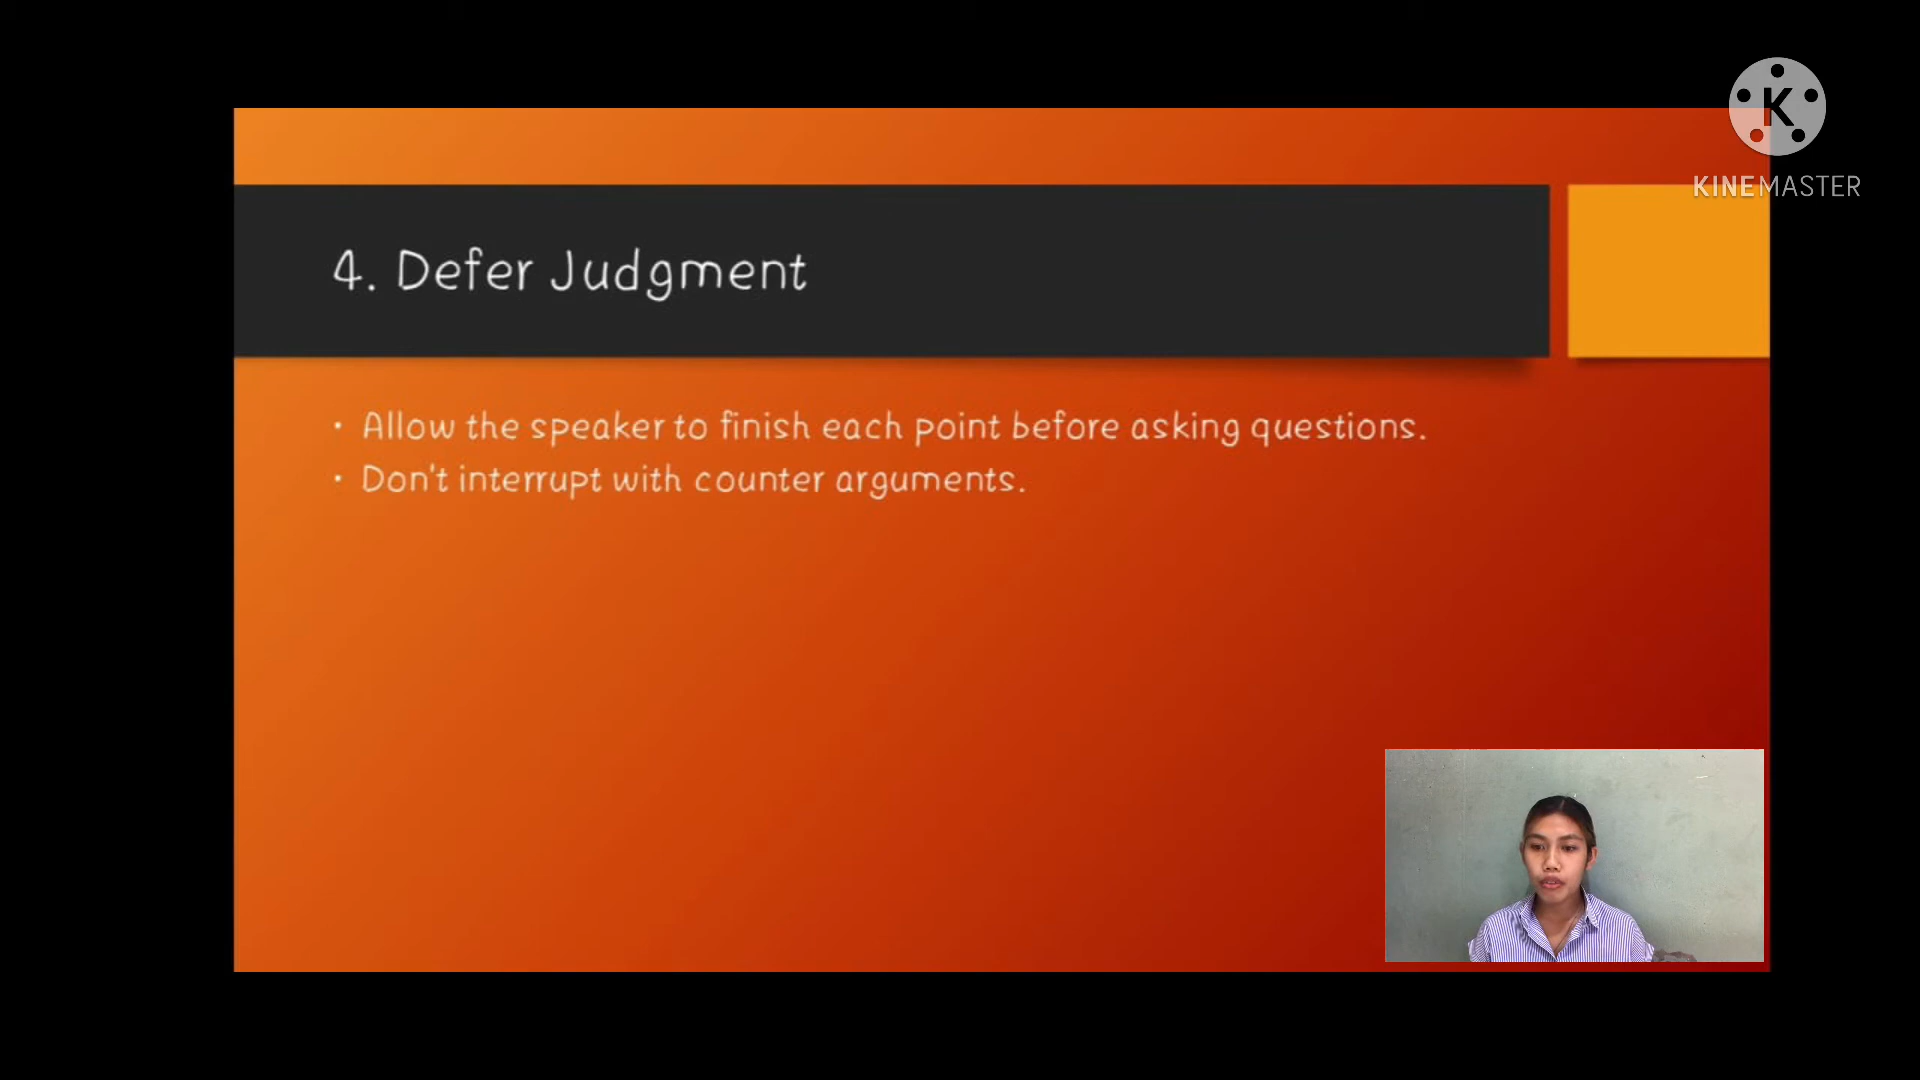 K
KINEMASTER
4. Defer Judgment
• Allow the speaker to finish each point before asking questions.
• Don't interrupt with counter arguments.